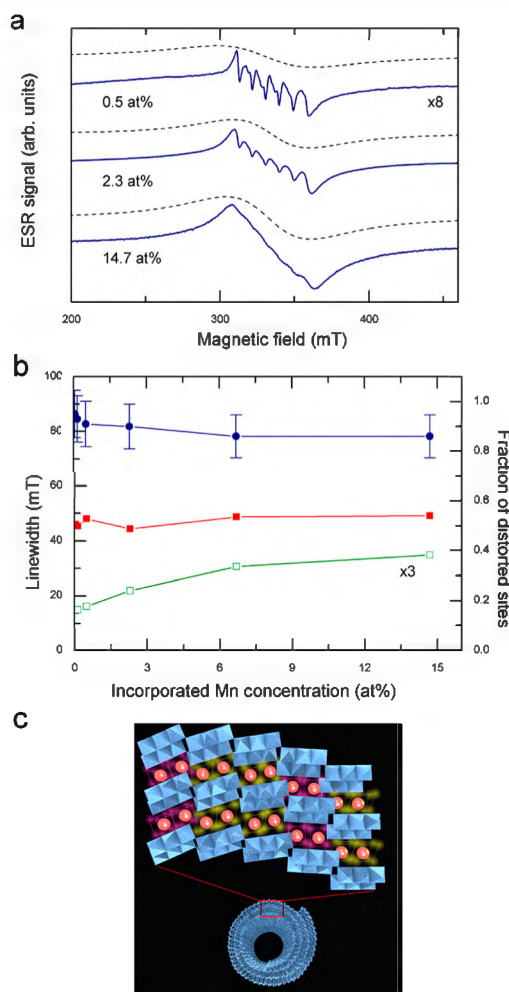 a
ESR signal (arb. units)
0.5 at%
x8
2.3 at%
14.7 at%
200
300
400
Magnetic field (mT)
b
100
80
60
40
20
0
Linewidth (mT)
1.0
0.8
0.6
0.4
0.2
0.0
Fraction of distorted sites
x3
0
3
6
9
12
15
Incorporated Mn concentration (at%)
c